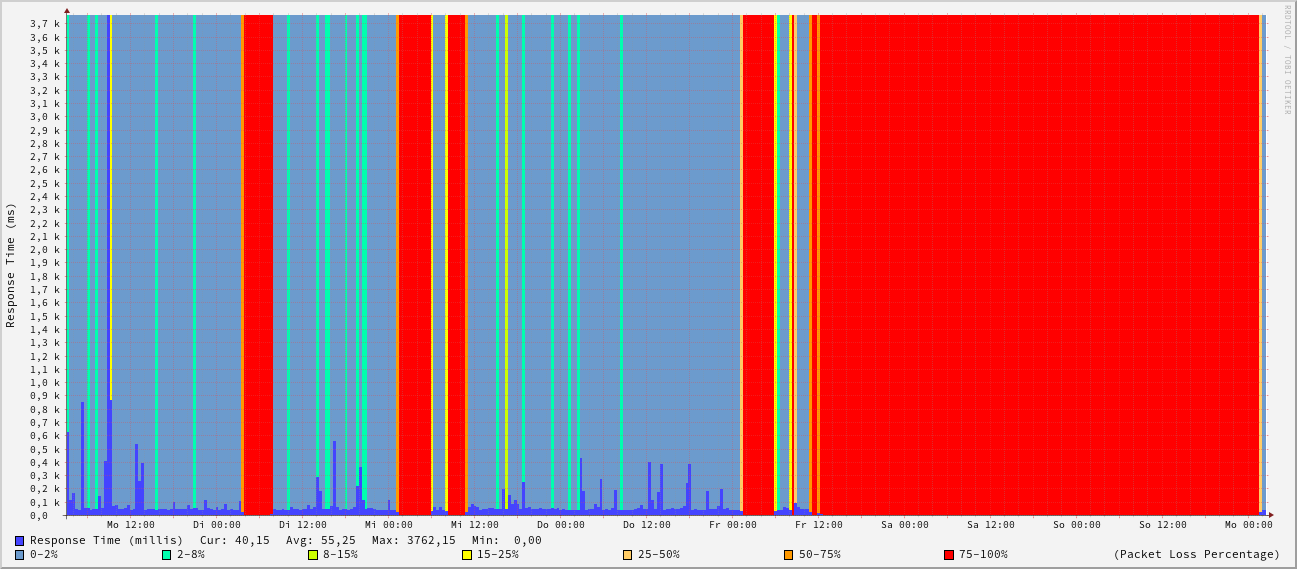 RRDTOOL / TOBI OETIKER
Response Time (ms)
3,7 k
3,6 k
3,5 k
3,4 k
3,3 k
3,2 k
3,1 k
3,0 k
2,9 k
2,8 k
2,7 k
2,6 k
2,5 k
2,4 k
2,3 k
2,2 k
2,1 k
2,0 k
1,9 k
1,8 k
1,7 k
1,6 k
1,5 k
1,4 k
1,3 k
1,2 k
1,1 k
1,0 k
0,9 k
0,8 k
0,7 k
0,6 k
0,5 k
0,4 k
0,3 k
0,2 k
0,1 k
0,0
Mo 12:00 Di 00:00 Di 12:00 Mi 00:00 Mi 12:00 Do 00:00 Do 12:00 Fr 00:00 Fr 12:00 Sa 00:00 Sa 12:00 So 00:00 So 12:00 Mo 00:00
Response Time (millis) Cur: 40,15 Avg: 55,25 Max: 3762,15 Min: 0,00
0-2% 2-8% 8-15% 15-25% 25-50% 50-75% 75-100% (Packet Loss Percentage)